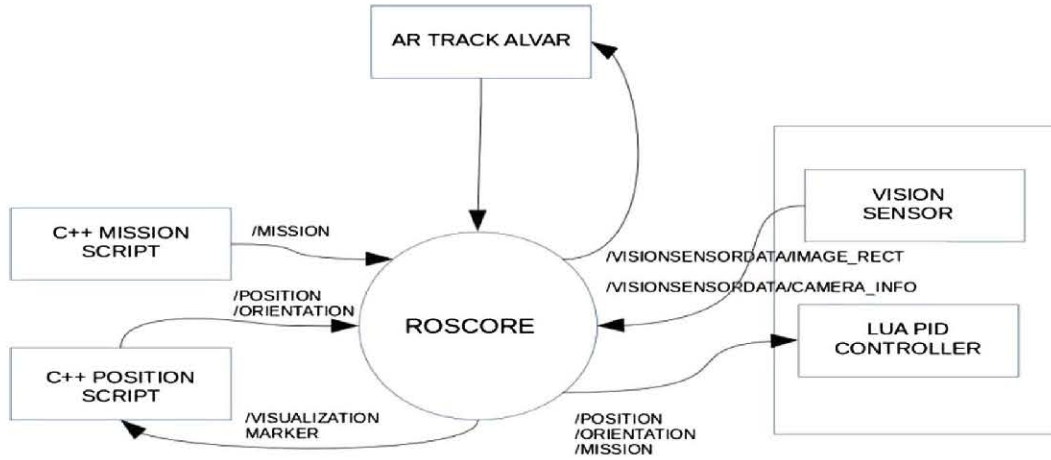 AR TRACK ALVAR
VISION
SENSOR
C++ MISSION
SCRIPT
/MISSION
/VISIONSENSORDATA/IMAGE_RECT
/VISIONSENSORDATA/CAMERA_INFO
/POSITION
/ORIENTATION
ROSCORE
LUA PID
CONTROLLER
C++ POSITION
SCRIPT
/VISUALIZATION
MARKER
/POSITION
/ORIENTATION
/MISSION